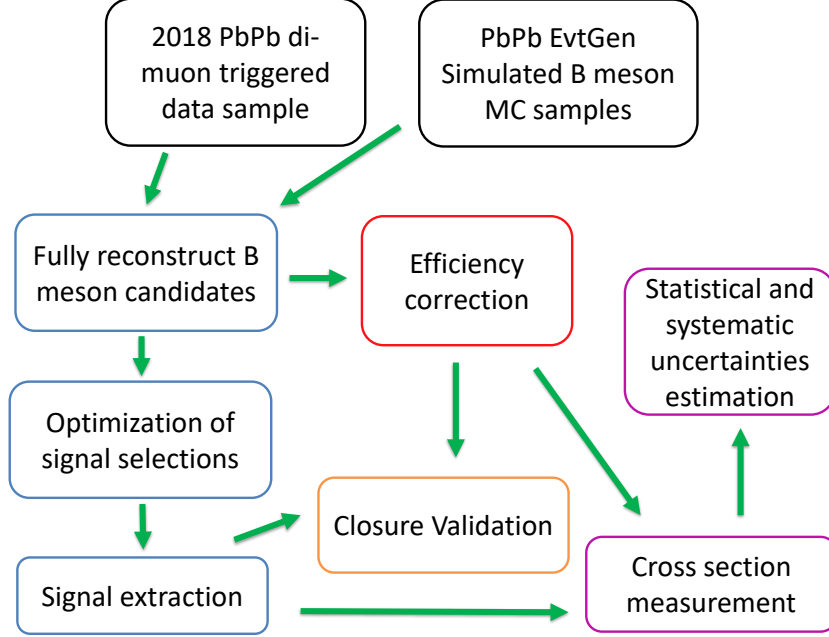 2018 PbPb di-
muon triggered
data sample
PbPb EvtGen
Simulated B meson
MC samples
Fully reconstruct B
meson candidates
Efficiency
correction
Statistical and
systematic
uncertainties
estimation
Optimization of
signal selections
Closure Validation
Signal extraction
Cross section
measurement